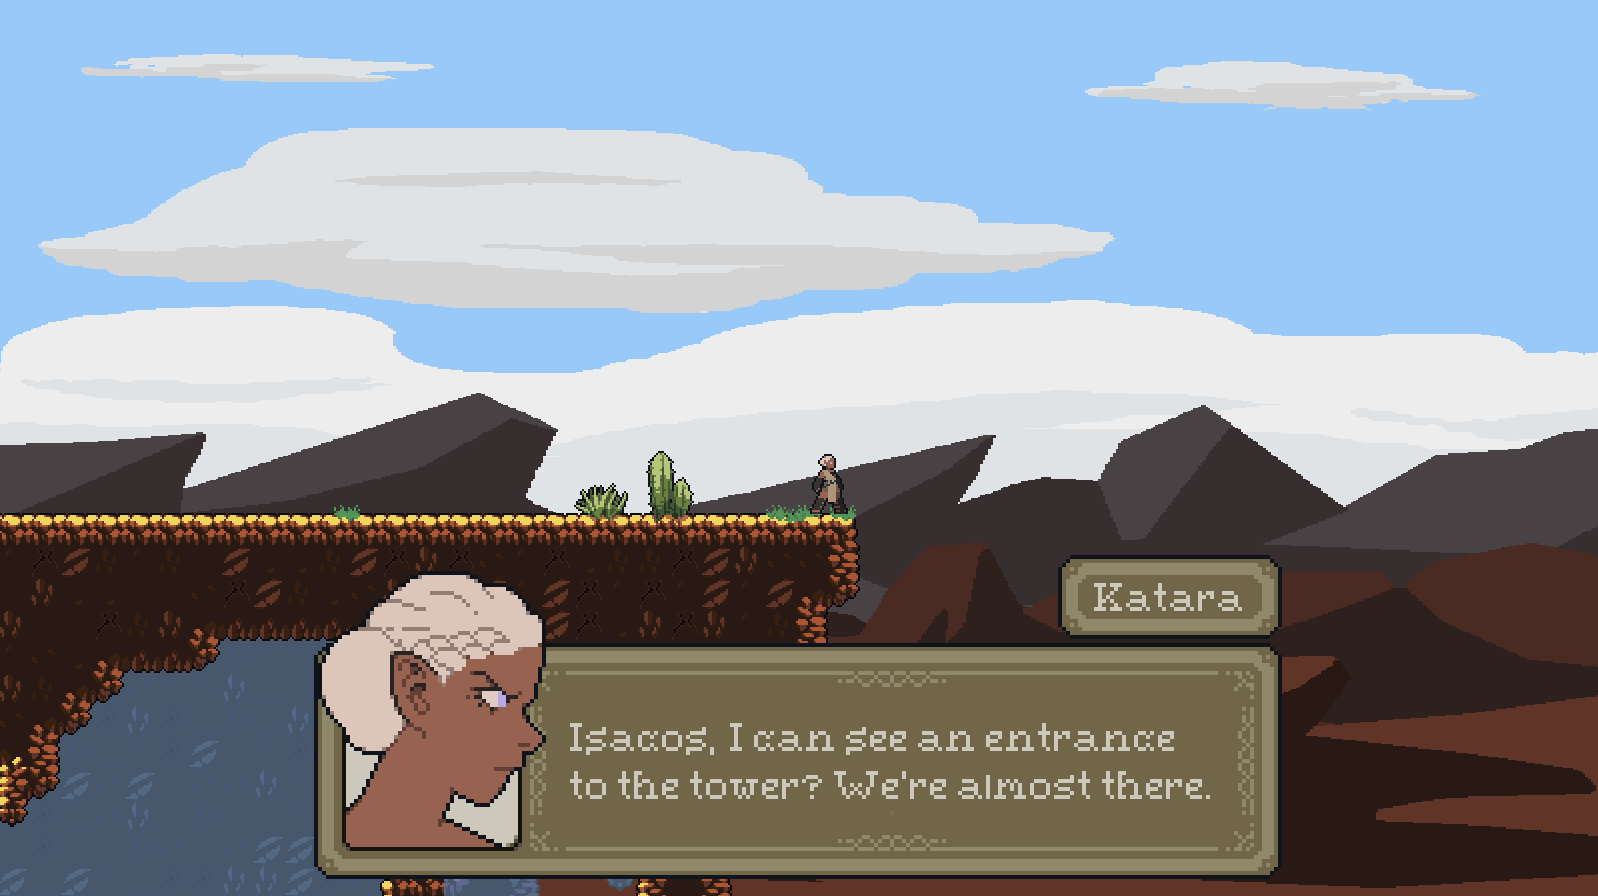 Katara
Isacos, I can see an entrance
to the tower? We're almost there.